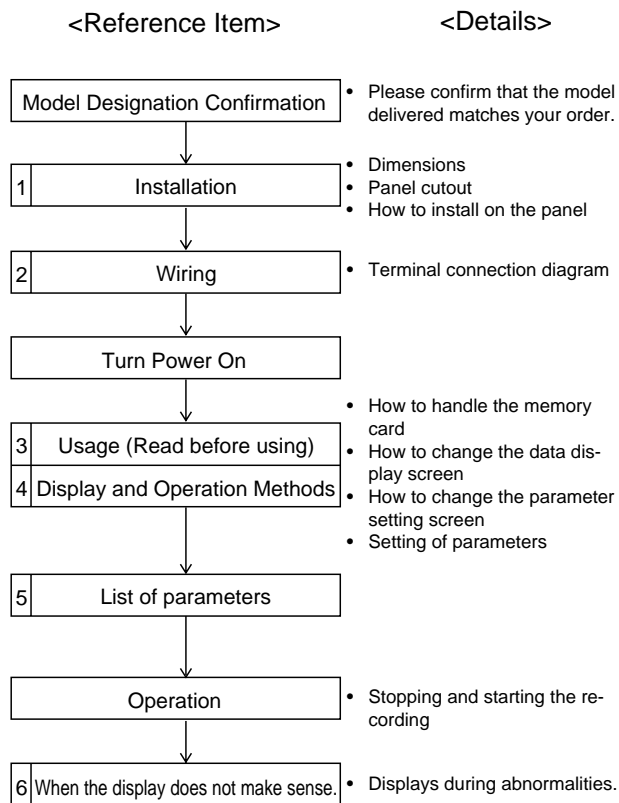 <Reference Item> <Details>
Model Designation Confirmation
• Please confirm that the model
delivered matches your order.
1 Installation
• Dimensions
• Panel cutout
• How to install on the panel
2 Wiring
• Terminal connection diagram
Turn Power On
3 Usage (Read before using)
4 Display and Operation Methods
• How to handle the memory
card
• How to change the data dis-
play screen
• How to change the parameter
setting screen
• Setting of parameters
5 List of parameters
Operation
• Stopping and starting the re-
cording
6 When the display does not make sense.
• Displays during abnormalities.